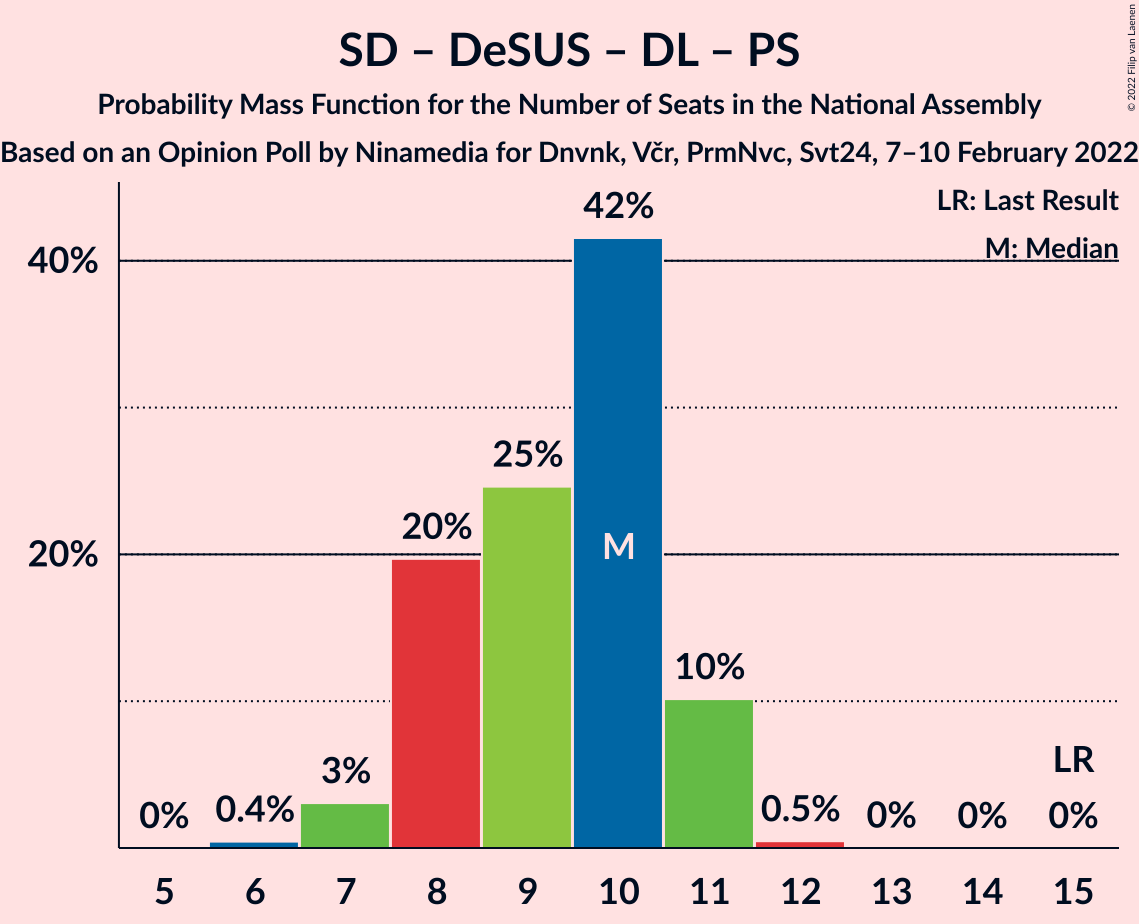 SD – DeSUS – DL – PS
Probability Mass Function for the Number of Seats in the National Assembly
Based on an Opinion Poll by Ninamedia for Dnvnk, Včr, PrmNvc, Svt24, 7–10 February 2022
© 2022 Filip van Laenen
LR: Last Result
M: Median
40%
20%
0%
0.4%
3%
20%
25%
42%
M
10%
0.5%
0%
0%
LR
0%
5 6 7 8 9 10 11 12 13 14 15